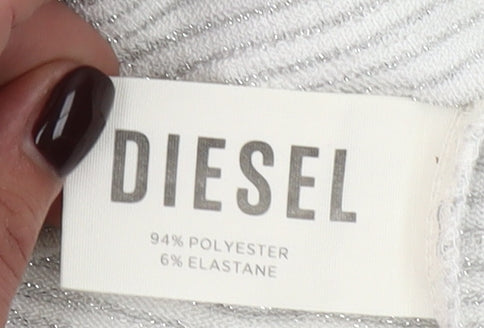 DIESEL
94% POLYESTER
6% ELASTANE